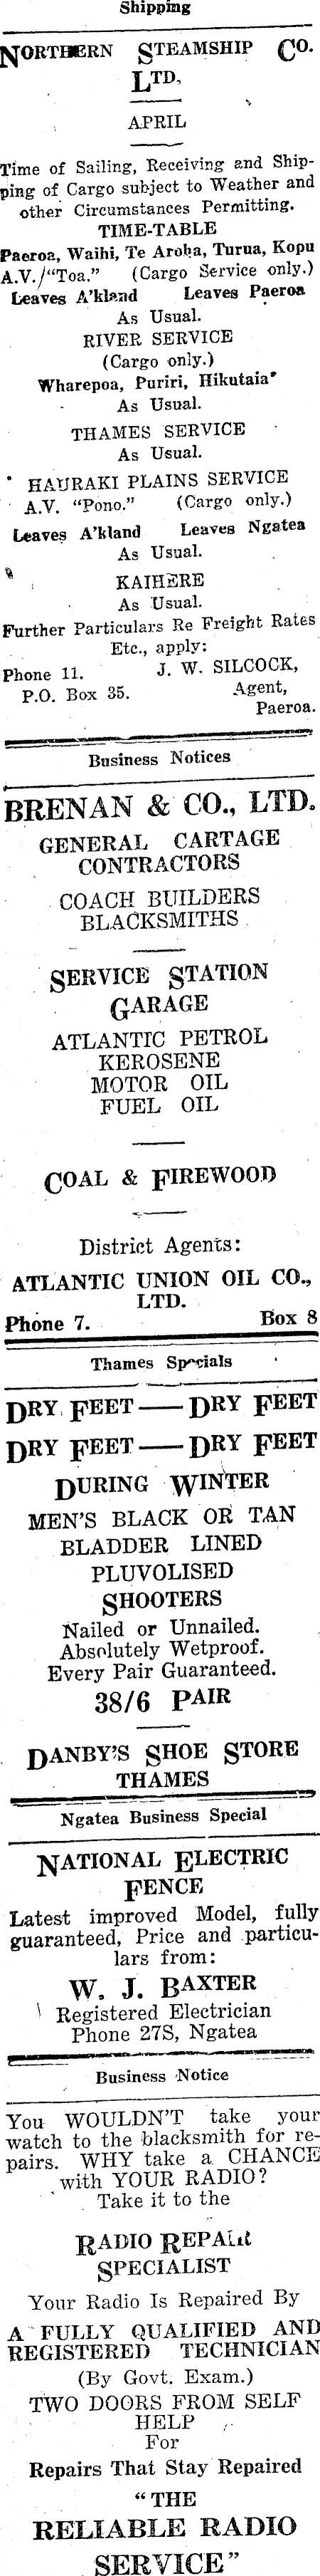 Shipping
NORTHERN STEAMSHIP CO.
LTD.
APRIL
Time of Sailing, Receiving and Ship-
ping of Cargo subject to Weather and
other Circumstances Permitting.
TIME-TABLE
Paeroa, Waihi, Te Aroha, Turua, Kopu
A.V./"Toa." (Cargo Service only.)
Leaves A'kland Leaves Paeroa
As Usual.
RIVER SERVICE
(Cargo only.)
Wharepoa, Puriri, Hikutaia
As Usual.
THAMES SERVICE
As Usual.
HAURAKI PLAINS SERVICE
A.V. "Pono." (Cargo only.)
Leaves A'kland Leaves Ngatea
As Usual.
KAIHERE
As Usual.
Further Particulars Re Freight Rates
Etc., apply:
Phone 11. J. W. SILCOCK,
P.O. Box 35. Agent,
Paeroa.
Business Notices
BRENAN & CO., LTD.
GENERAL CARTAGE
CONTRACTORS
COACH BUILDERS
BLACKSMITHS
SERVICE STATION
GARAGE
ATLANTIC PETROL
KEROSENE
MOTOR OIL
FUEL OIL
COAL & FIREWOOD
District Agents:
ATLANTIC UNION OIL CO.,
LTD.
Phone 7. Box 8
Thames Specials
DRY FEET — DRY FEET
DRY FEET — DRY FEET
DURING WINTER
MEN'S BLACK OR TAN
BLADDER LINED
PLUVOLISED
SHOOTERS
Nailed or Unnailed.
Absolutely Wetproof.
Every Pair Guaranteed.
38/6 PAIR
DANBY'S SHOE STORE
THAMES
Ngatea Business Special
NATIONAL ELECTRIC
FENCE
Latest improved Model, fully
guaranteed, Price and particu-
lars from:
W. J. BAXTER
Registered Electrician
Phone 27S, Ngatea
Business Notice
You WOULDN'T take your
watch to the blacksmith for re-
pairs. WHY take a CHANCE
with YOUR RADIO?
Take it to the
RADIO REPAIR
SPECIALIST
Your Radio Is Repaired By
A FULLY QUALIFIED AND
REGISTERED TECHNICIAN
(By Govt. Exam.)
TWO DOORS FROM SELF
HELP
For
Repairs That Stay Repaired
"THE
RELIABLE RADIO
SERVICE"